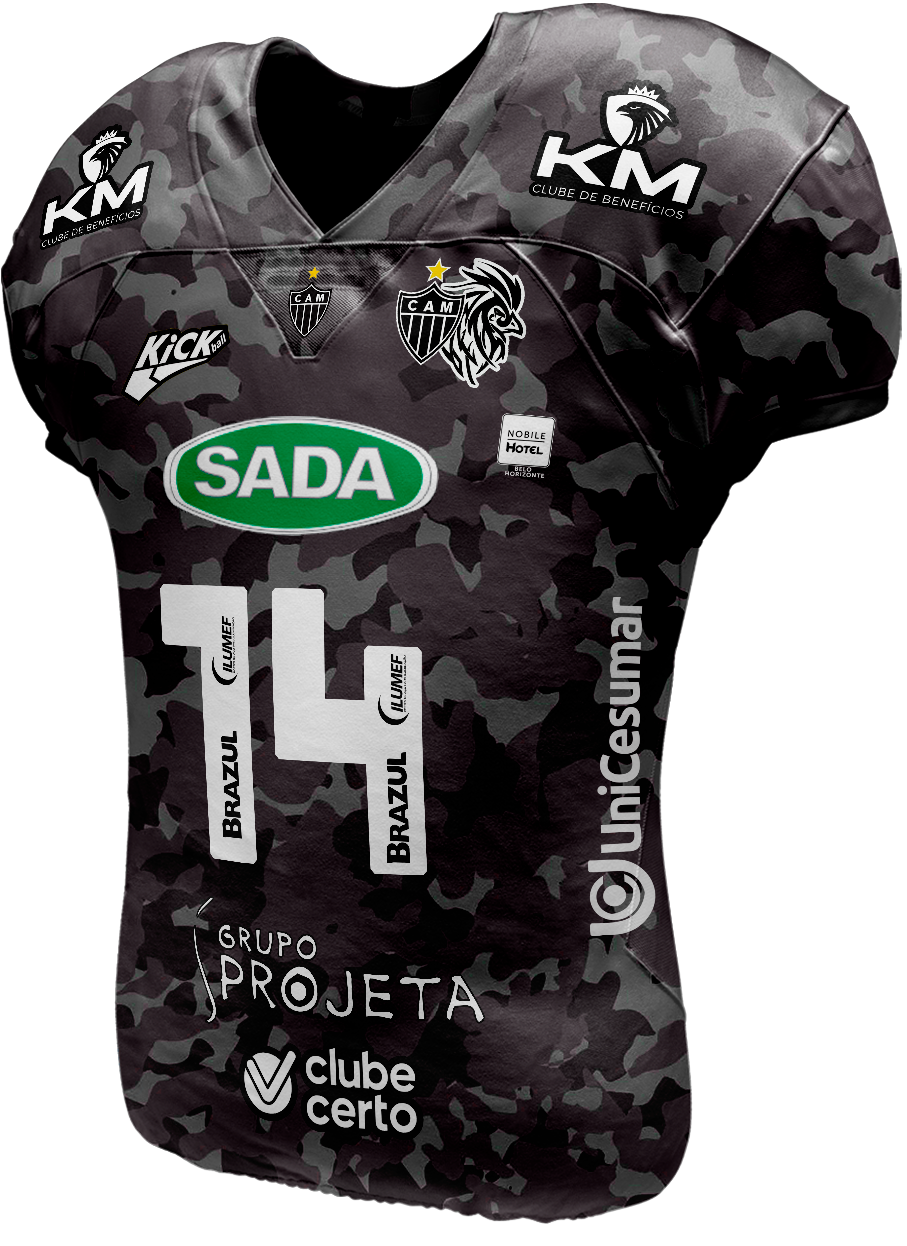 KM
CLUBE DE BENEFÍCIOS
KM
CLUBE DE BENEFÍCIOS
CAM
CAM
KiCK
ball
SADA
NOBILE
HOTEL
BELO
HORIZONTE
14
ILUMEF
BRAZUL
ILUMEF
BRAZUL
UniCesumar
GRUPO
PROJETA
clube
certo